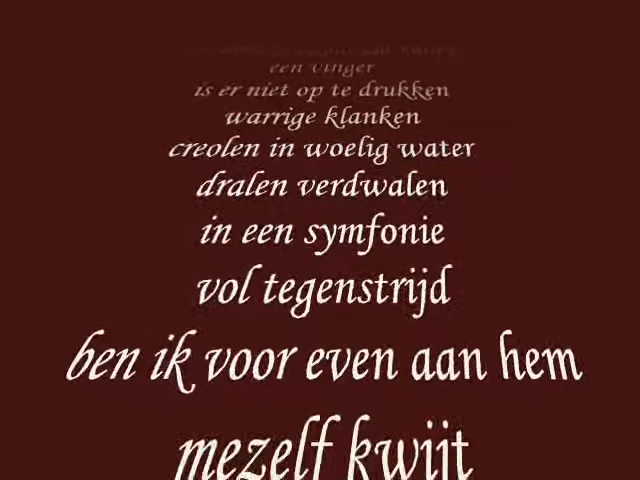 een vinger
is er niet op te drukken
warrige klanken
creolen in woelig water
dralen verdwalen
in een symfonie
vol tegenstrijd
ben ik voor even aan hem
mezelf kwijt